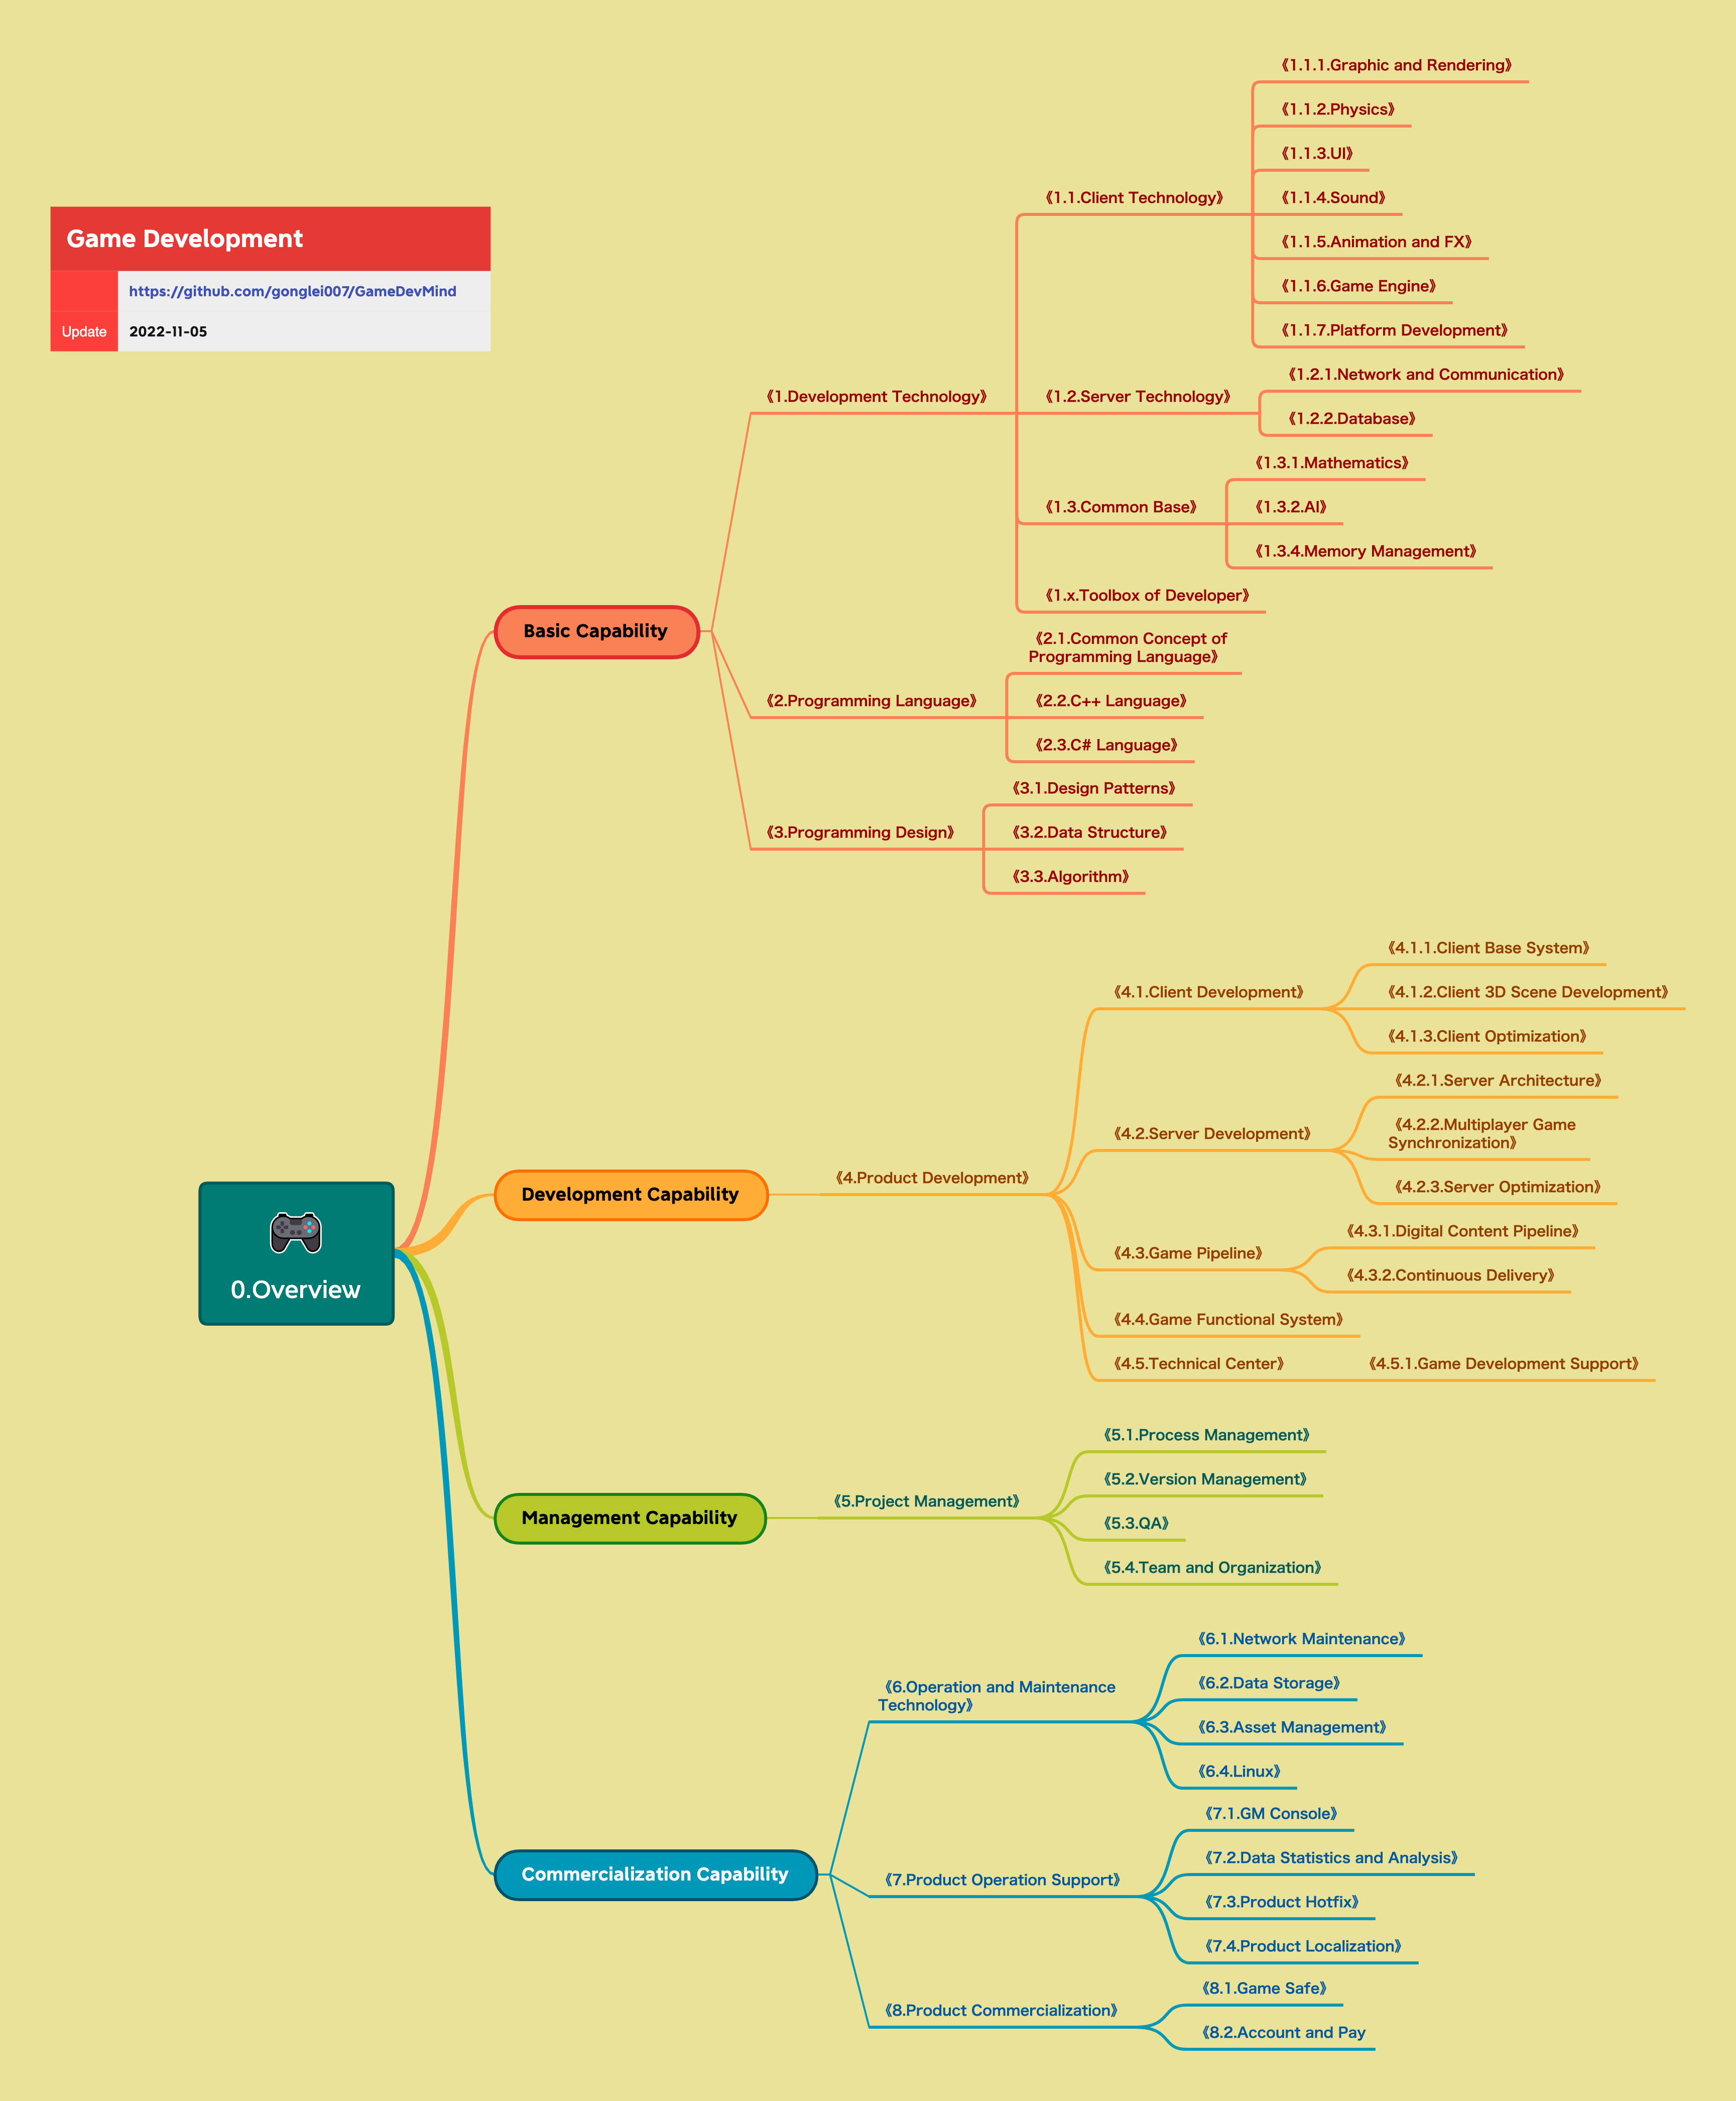 Game Development
https://github.com/gonglei007/GameDevMind
Update 2022-11-05
0.Overview
Basic Capability
《1.Development Technology》
《1.1.Client Technology》
《1.1.1.Graphic and Rendering》
《1.1.2.Physics》
《1.1.3.UI》
《1.1.4.Sound》
《1.1.5.Animation and FX》
《1.1.6.Game Engine》
《1.1.7.Platform Development》
《1.2.Server Technology》
《1.2.1.Network and Communication》
《1.2.2.Database》
《1.3.Common Base》
《1.3.1.Mathematics》
《1.3.2.AI》
《1.3.4.Memory Management》
《1.x.Toolbox of Developer》
《2.Programming Language》
《2.1.Common Concept of
Programming Language》
《2.2.C++ Language》
《2.3.C# Language》
《3.Programming Design》
《3.1.Design Patterns》
《3.2.Data Structure》
《3.3.Algorithm》
Development Capability
《4.Product Development》
《4.1.Client Development》
《4.1.1.Client Base System》
《4.1.2.Client 3D Scene Development》
《4.1.3.Client Optimization》
《4.2.Server Development》
《4.2.1.Server Architecture》
《4.2.2.Multiplayer Game
Synchronization》
《4.2.3.Server Optimization》
《4.3.Game Pipeline》
《4.3.1.Digital Content Pipeline》
《4.3.2.Continuous Delivery》
《4.4.Game Functional System》
《4.5.Technical Center》
《4.5.1.Game Development Support》
Management Capability
《5.Project Management》
《5.1.Process Management》
《5.2.Version Management》
《5.3.QA》
《5.4.Team and Organization》
Commercialization Capability
《6.Operation and Maintenance
Technology》
《6.1.Network Maintenance》
《6.2.Data Storage》
《6.3.Asset Management》
《6.4.Linux》
《7.Product Operation Support》
《7.1.GM Console》
《7.2.Data Statistics and Analysis》
《7.3.Product Hotfix》
《7.4.Product Localization》
《8.Product Commercialization》
《8.1.Game Safe》
《8.2.Account and Pay